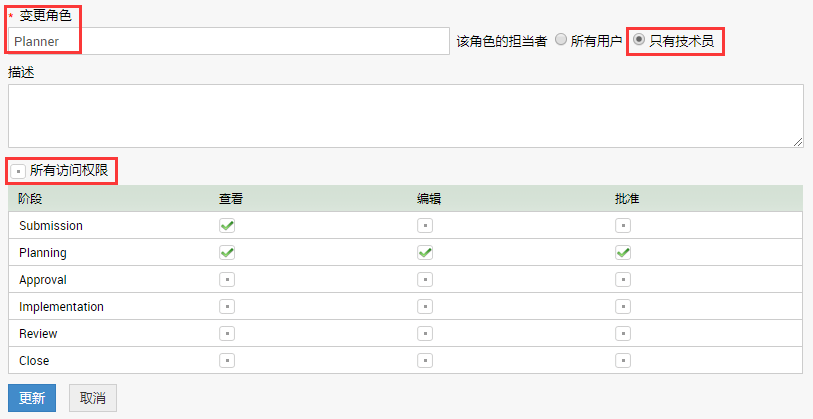 * 变更角色
Planner 该角色的担当者 所有用户 只有技术员
描述
所有访问权限
阶段 查看 编辑 批准
Submission
Planning
Approval
Implementation
Review
Close
更新 取消